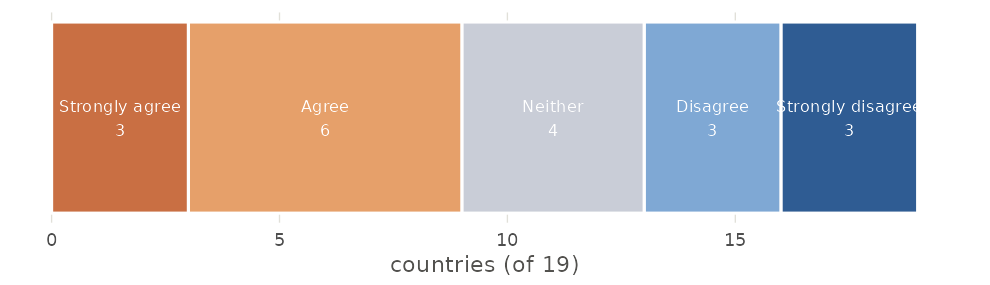 Strongly agree
3
Agree
6
Neither
4
Disagree
3
Strongly disagree
3
0 5 10 15
countries (of 19)